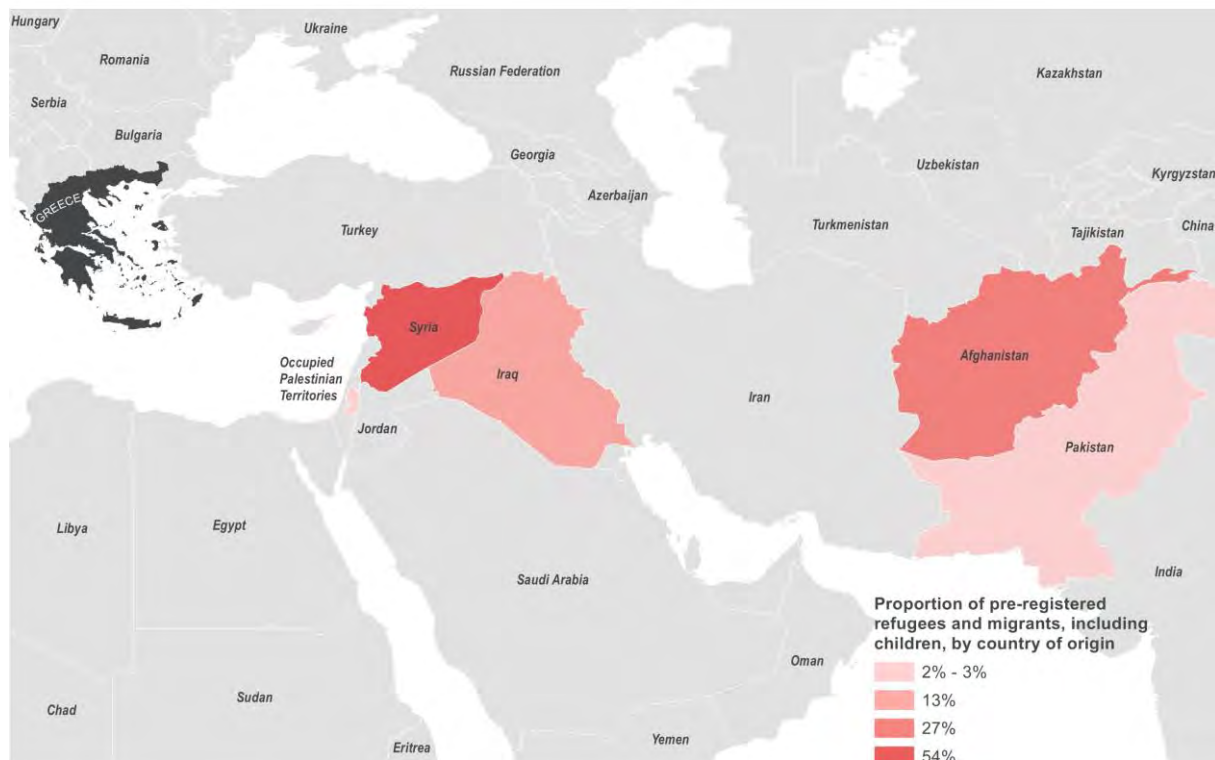 Hungary
Ukraine
Romania
Russian Federation
Kazakhstan
Serbia
Bulgaria
Georgia
Uzbekistan
Kyrgyzstan
Azerbaijan
GREECE
Turkey
Turkmenistan
Tajikistan
China
Syria
Afghanistan
Occupied
Palestinian
Territories
Iraq
Iran
Jordan
Pakistan
Libya
Egypt
Saudi Arabia
India
Proportion of pre-registered
refugees and migrants, including
children, by country of origin
2% - 3%
13%
27%
54%
Oman
Chad
Sudan
Eritrea
Yemen